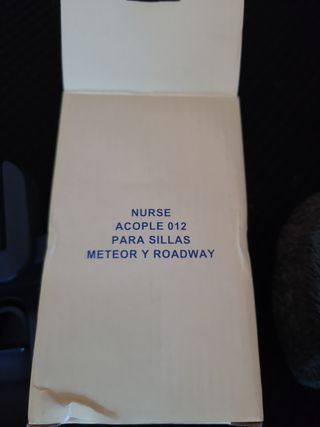 NURSE
ACOPLE 012
PARA SILLAS
METEOR Y ROADWAY